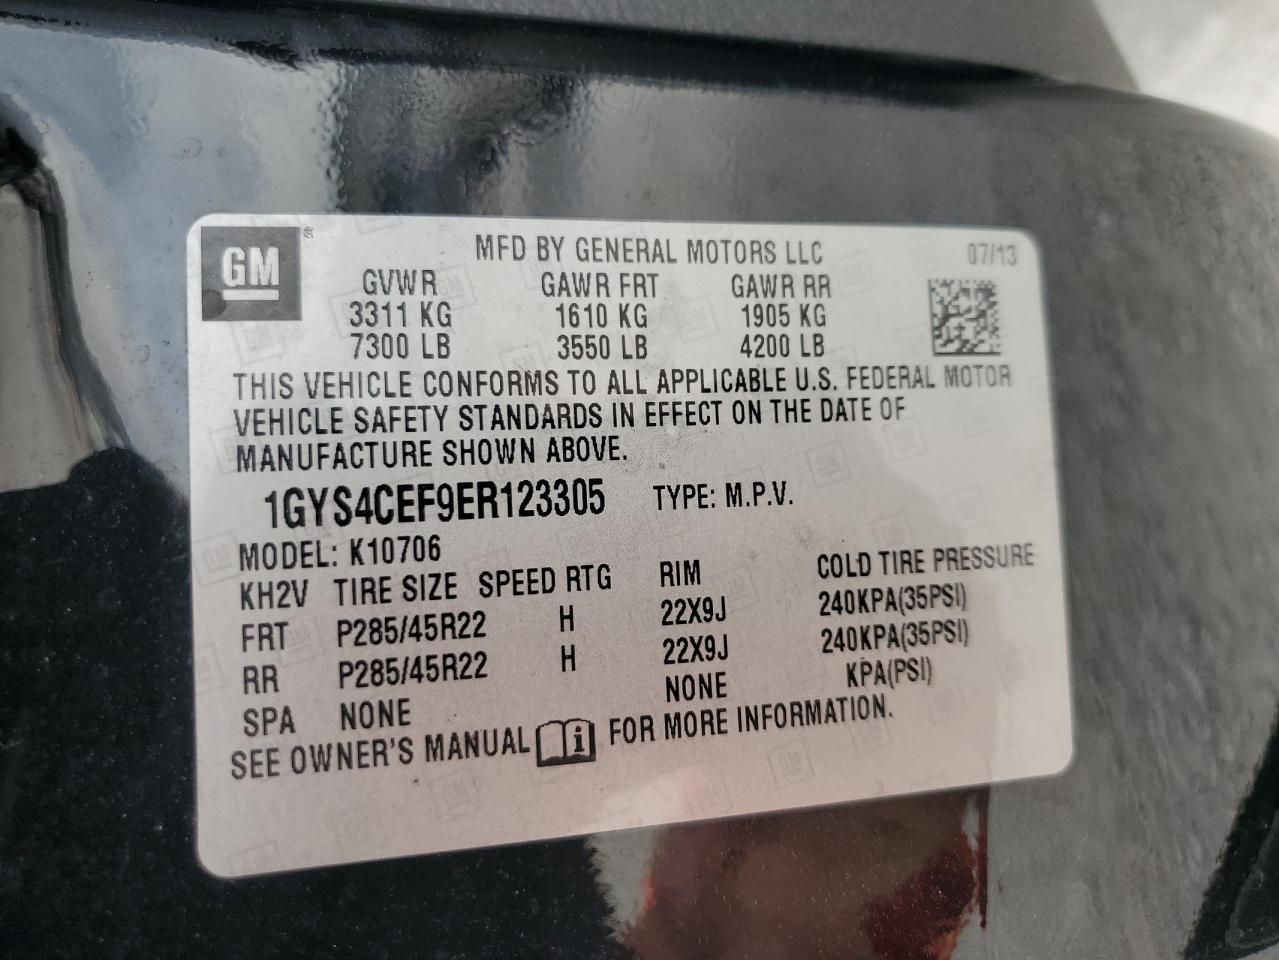 GM ®
MFD BY GENERAL MOTORS LLC 07/13
GVWR GAWR FRT GAWR RR
3311 KG 1610 KG 1905 KG
7300 LB 3550 LB 4200 LB
THIS VEHICLE CONFORMS TO ALL APPLICABLE U.S. FEDERAL MOTOR
VEHICLE SAFETY STANDARDS IN EFFECT ON THE DATE OF
MANUFACTURE SHOWN ABOVE.
1GYS4CEF9ER123305 TYPE: M.P.V.
MODEL: K10706
KH2V TIRE SIZE SPEED RTG RIM COLD TIRE PRESSURE
FRT P285/45R22 H 22X9J 240KPA(35PSI)
RR P285/45R22 H 22X9J 240KPA(35PSI)
SPA NONE NONE KPA(PSI)
SEE OWNER'S MANUAL i FOR MORE INFORMATION.